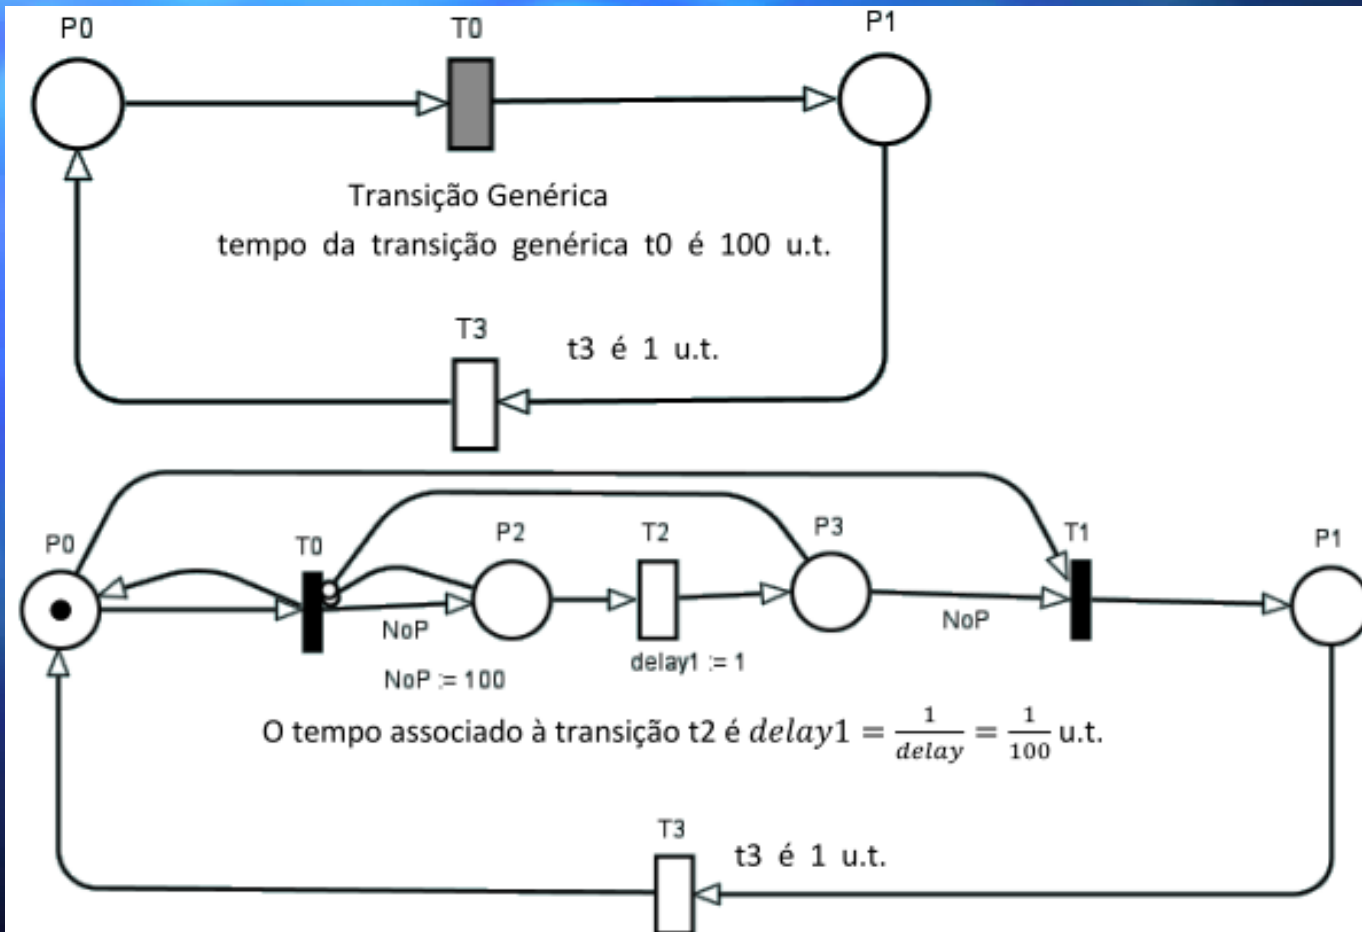 P0 T0 P1
Transição Genérica
tempo da transição genérica t0 é 100 u.t.
T3
t3 é 1 u.t.
P0 T0 P2 T2 P3 T1 P1
NoP NoP
NoP := 100 delay1 := 1
O tempo associado à transição t2 é delay1 = 1/delay = 1/100 u.t.
T3
t3 é 1 u.t.